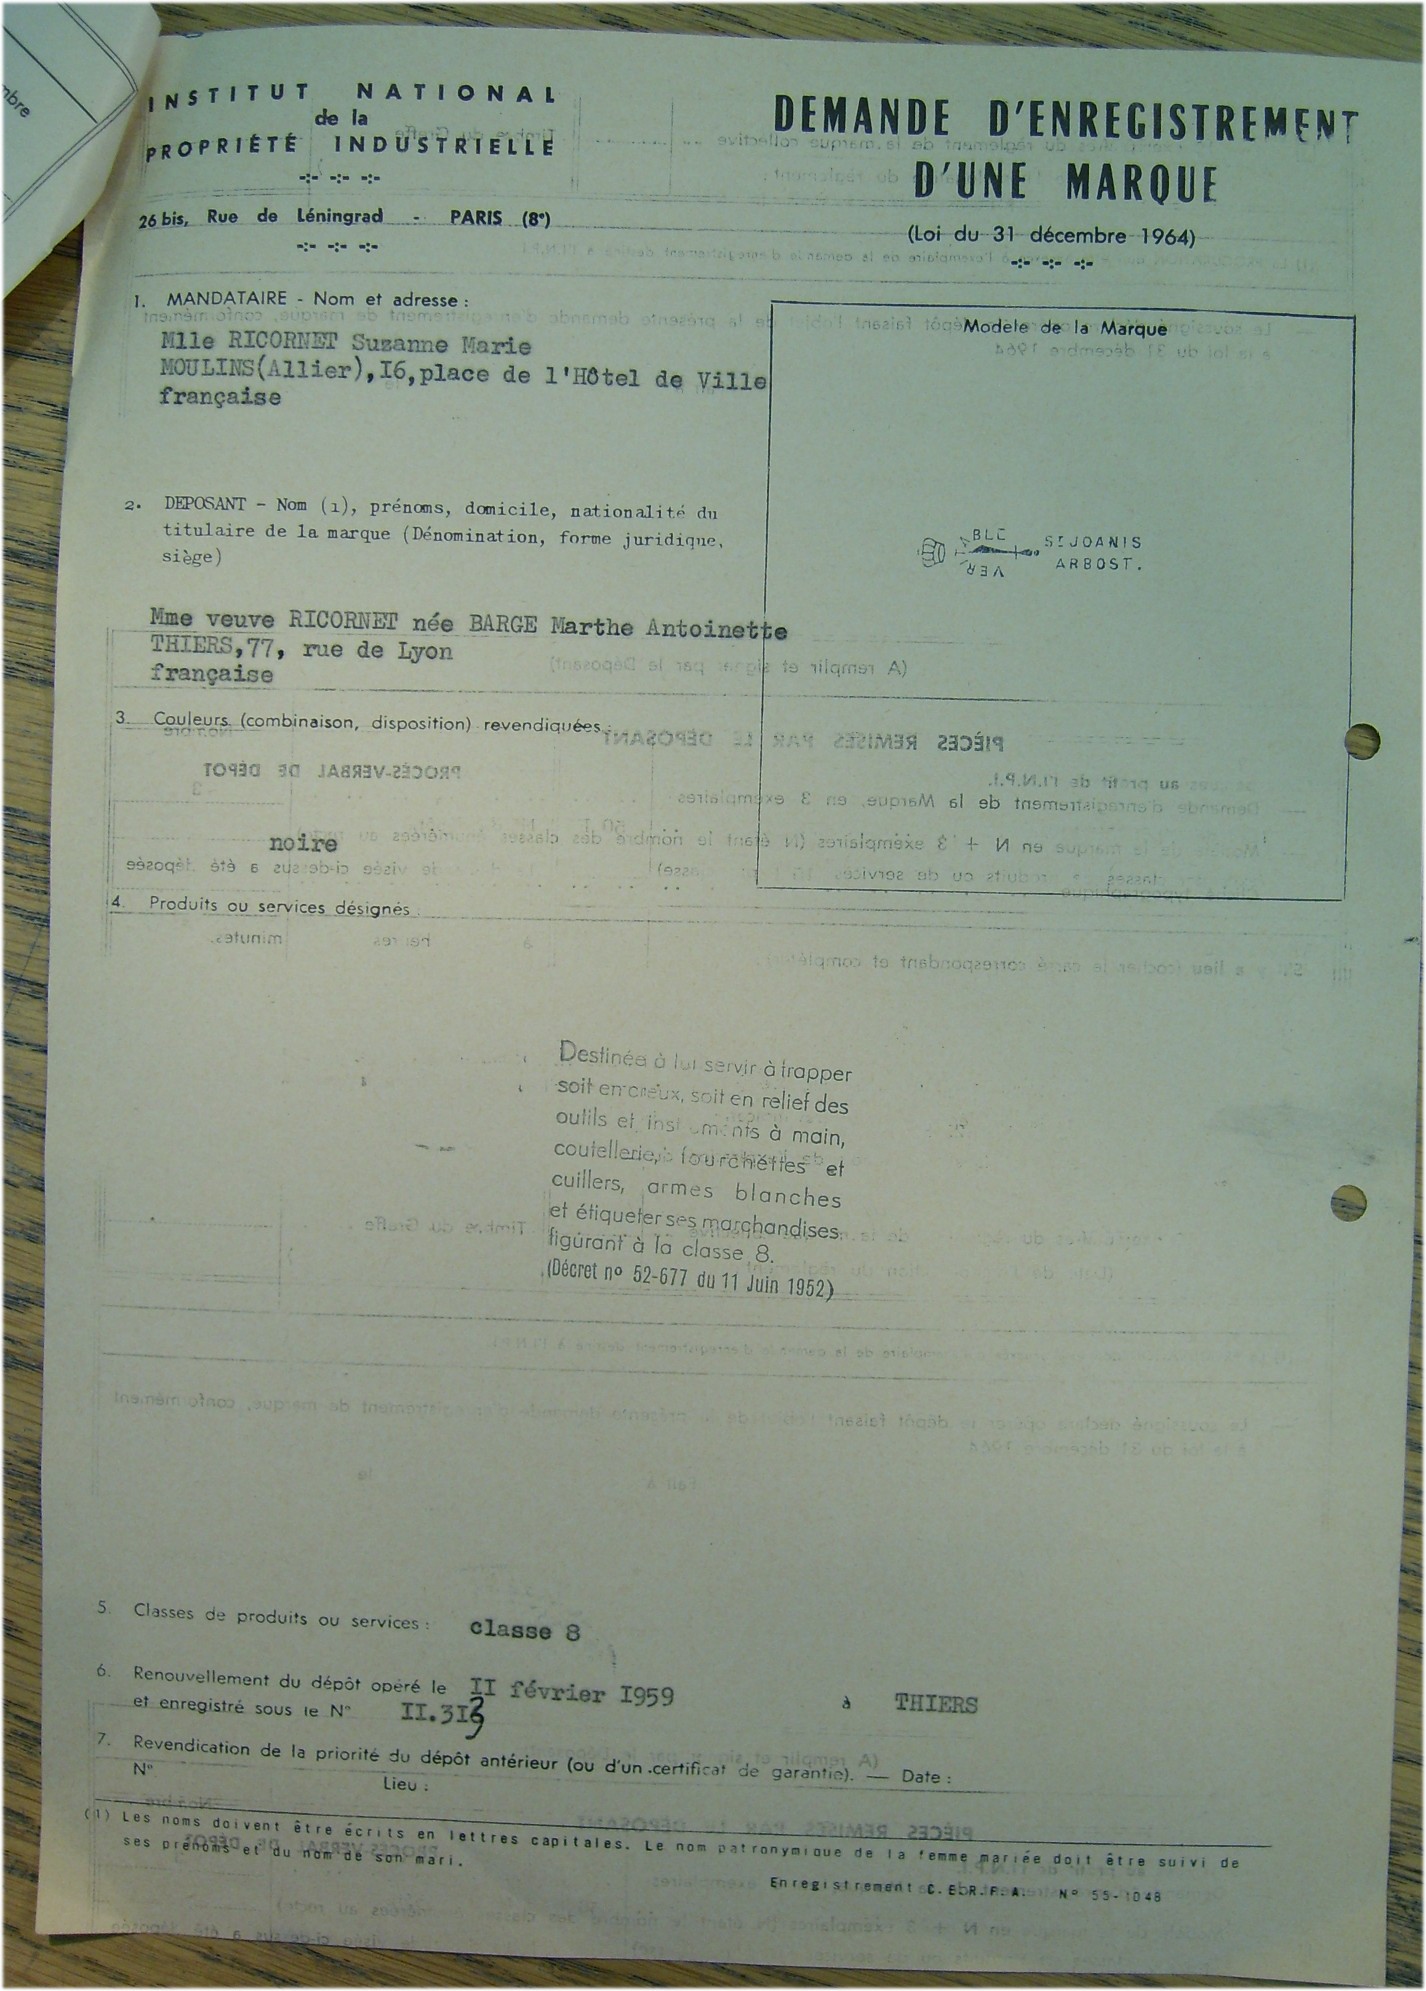 mbre
INSTITUT NATIONAL
de la
PROPRIÉTÉ INDUSTRIELLE
-:- -:- -:-
26 bis, Rue de Léningrad - PARIS (8e)
-:- -:- -:-
DEMANDE D'ENREGISTREMENT
D'UNE MARQUE
(Loi du 31 décembre 1964)
-:- -:- -:-
1. MANDATAIRE - Nom et adresse :
Mlle RICORNET Suzanne Marie
MOULINS(Allier),I6,place de l'Hôtel de Ville
française
Modèle de la Marque
BLE
VER
ST JOANIS
ARBOST.
2. DEPOSANT - Nom (1), prénoms, domicile, nationalité du
titulaire de la marque (Dénomination, forme juridique,
siège)
Mme veuve RICORNET née BARGE Marthe Antoinette
THIERS,77, rue de Lyon
française
3. Couleurs (combinaison, disposition) revendiquées :
noire
4. Produits ou services désignés :
Destinée à lui servir à frapper
soit en creux, soit en relief des
outils et instruments à main,
coutellerie, fourchettes et
cuillers, armes blanches
et étiqueter ses marchandises
figurant à la classe 8.
(Décret nº 52-677 du 11 Juin 1952)
5. Classes de produits ou services : classe 8
6. Renouvellement du dépôt opéré le II février I959 à THIERS
et enregistré sous le N° II.3I3
7. Revendication de la priorité du dépôt antérieur (ou d'un certificat de garantie). — Date :
N° Lieu :
(1) Les noms doivent être écrits en lettres capitales. Le nom patronymique de la femme mariée doit être suivi de
ses prénoms et du nom de son mari.
Enregistrement C.E.R.F.A. N° 55-1048